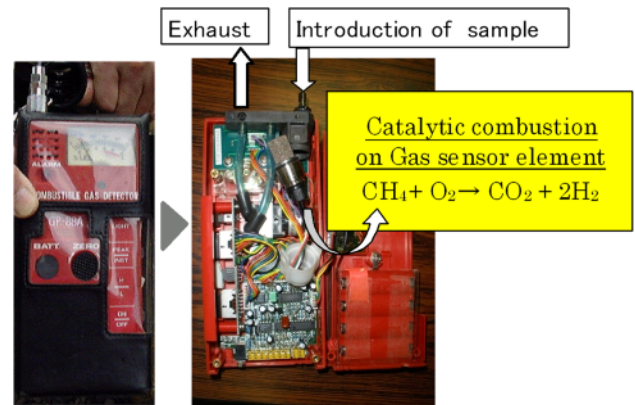 Exhaust
Introduction of sample
Catalytic combustion
on Gas sensor element
CH₄+ O₂→ CO₂ + 2H₂
ALARM
COMBUSTIBLE GAS DETECTOR
GP-88A
BATT ZERO
LIGHT
PEAK
INST
H
L
ON
OFF